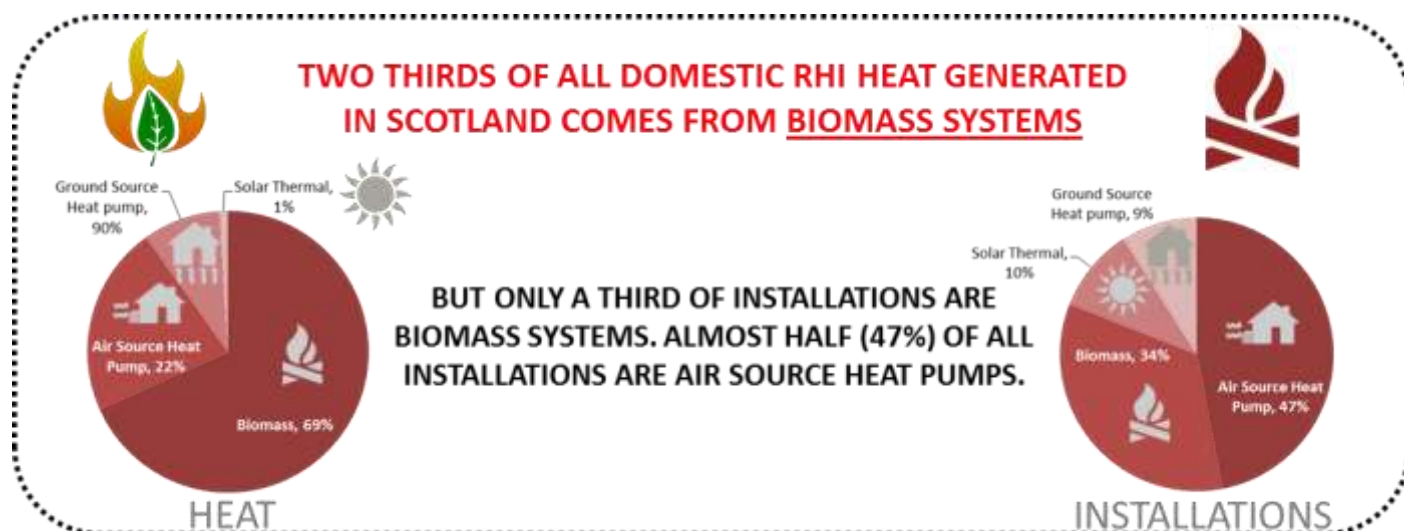 TWO THIRDS OF ALL DOMESTIC RHI HEAT GENERATED
IN SCOTLAND COMES FROM BIOMASS SYSTEMS
Ground Source
Heat pump,
90%
Solar Thermal,
1%
Air Source Heat
Pump, 22%
Biomass, 69%
HEAT
BUT ONLY A THIRD OF INSTALLATIONS ARE
BIOMASS SYSTEMS. ALMOST HALF (47%) OF ALL
INSTALLATIONS ARE AIR SOURCE HEAT PUMPS.
Ground Source
Heat pump, 9%
Solar Thermal,
10%
Biomass, 34%
Air Source Heat
Pump, 47%
INSTALLATIONS